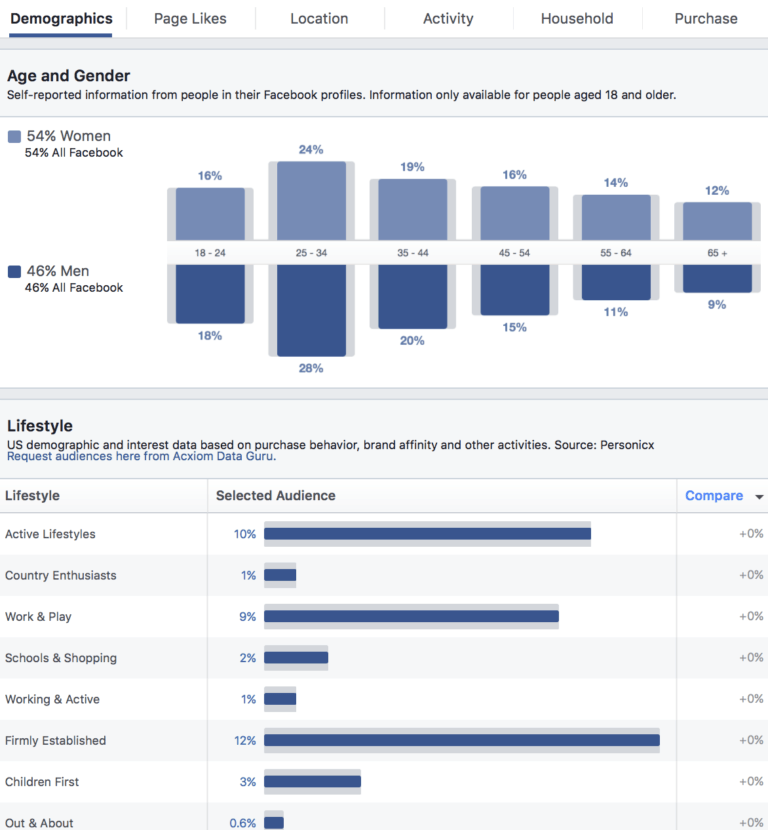 Demographics Page Likes Location Activity Household Purchase
Age and Gender
Self-reported information from people in their Facebook profiles. Information only available for people aged 18 and older.
54% Women
54% All Facebook
16% 24% 19% 16% 14% 12%
18 - 24 25 - 34 35 - 44 45 - 54 55 - 64 65 +
46% Men
46% All Facebook
18% 28% 20% 15% 11% 9%
Lifestyle
US demographic and interest data based on purchase behavior, brand affinity and other activities. Source: Personicx
Request audiences here from Acxiom Data Guru.
Lifestyle Selected Audience Compare
Active Lifestyles 10% +0%
Country Enthusiasts 1% +0%
Work & Play 9% +0%
Schools & Shopping 2% +0%
Working & Active 1% +0%
Firmly Established 12% +0%
Children First 3% +0%
Out & About 0.6% +0%